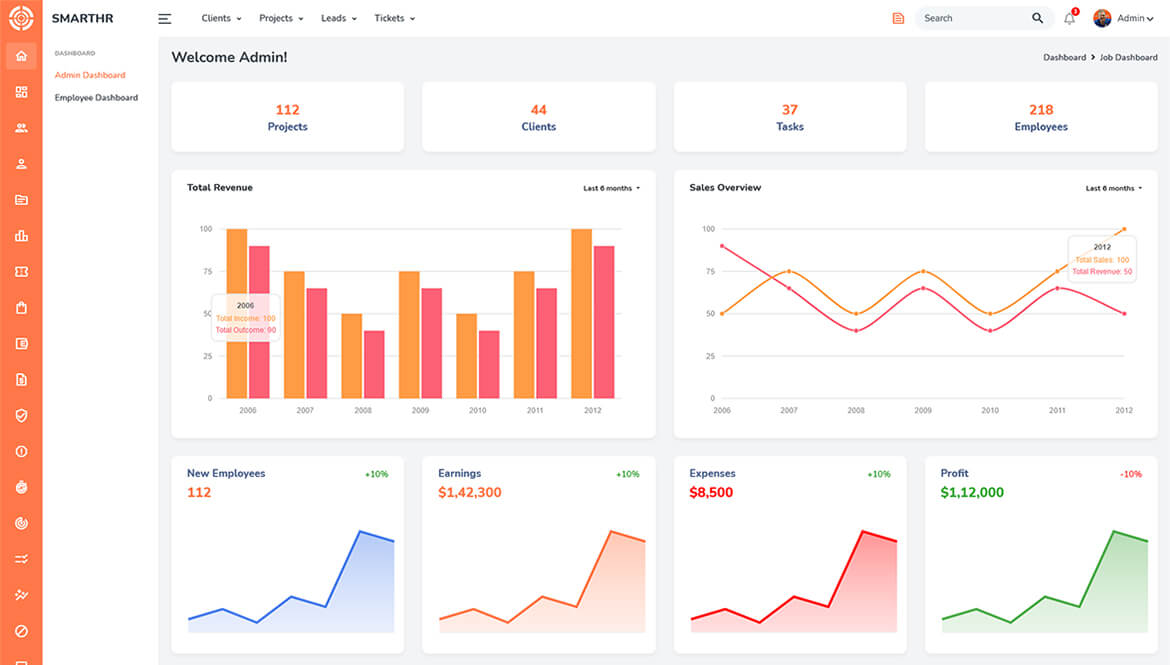 SMARTHR
Clients Projects Leads Tickets
Search
3
Admin
DASHBOARD
Admin Dashboard
Employee Dashboard
Welcome Admin!
Dashboard > Job Dashboard
112
Projects
44
Clients
37
Tasks
218
Employees
Total Revenue
Last 6 months
100
75
50
25
0
2006
Total Income: 100
Total Outcome: 90
2006 2007 2008 2009 2010 2011 2012
Sales Overview
Last 6 months
100
75
50
25
0
2012
Total Sales: 100
Total Revenue: 50
2006 2007 2008 2009 2010 2011 2012
New Employees +10%
112
Earnings +10%
$1,42,300
Expenses +10%
$8,500
Profit -10%
$1,12,000